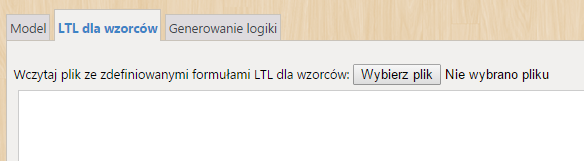 Model LTL dla wzorców Generowanie logiki
Wczytaj plik ze zdefiniowanymi formułami LTL dla wzorców: Wybierz plik Nie wybrano pliku